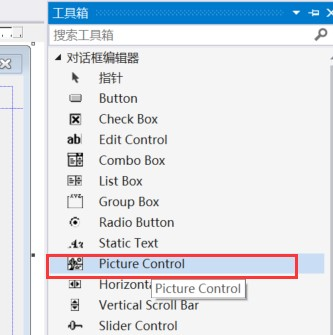 工具箱
搜索工具箱
对话框编辑器
指针
Button
Check Box
Edit Control
Combo Box
List Box
Group Box
Radio Button
Static Text
Picture Control
Horizonta
Picture Control
Vertical Scroll Bar
Slider Control